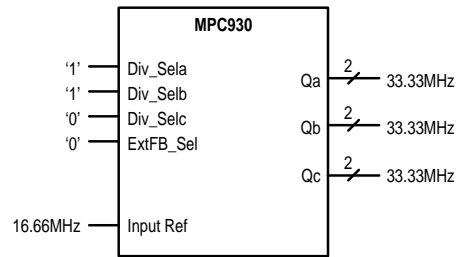 MPC930
'1' Div_Sela
'1' Div_Selb
'0' Div_Selc
'0' ExtFB_Sel
16.66MHz Input Ref
Qa 2 33.33MHz
Qb 2 33.33MHz
Qc 2 33.33MHz